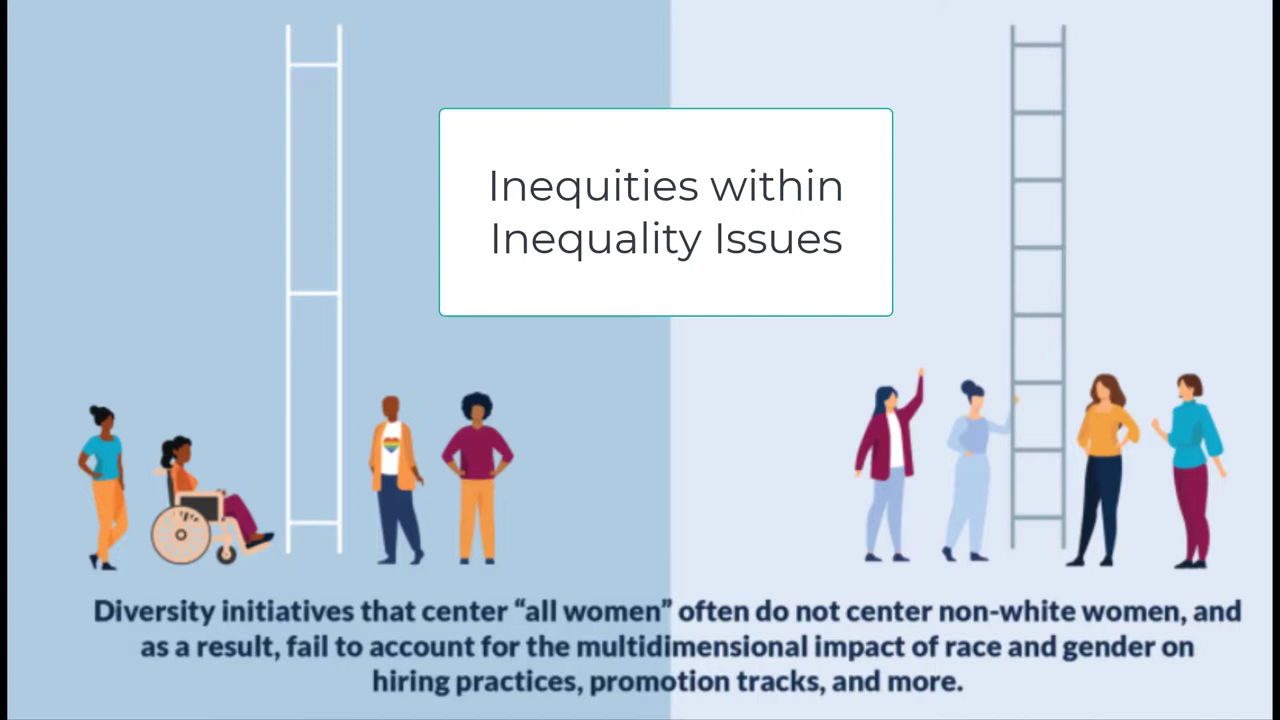 Inequities within
Inequality Issues
Diversity initiatives that center “all women” often do not center non-white women, and
as a result, fail to account for the multidimensional impact of race and gender on
hiring practices, promotion tracks, and more.